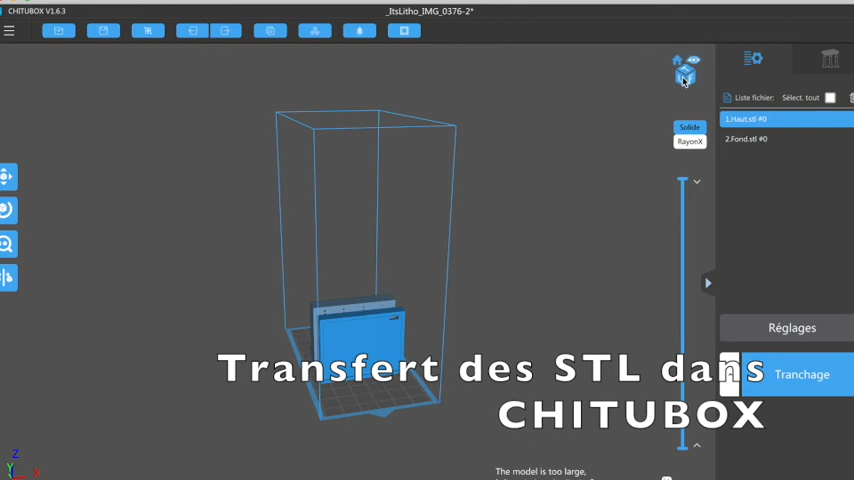 CHITUBOX V1.6.3
_ItsLitho_IMG_0376-2*
Solide
RayonX
Liste fichier:
Sélect. tout
1.Haut.stl #0
2.Fond.stl #0
Réglages
Tranchage
Transfert des STL dans
CHITUBOX
The model is too large,
Z
Y
X